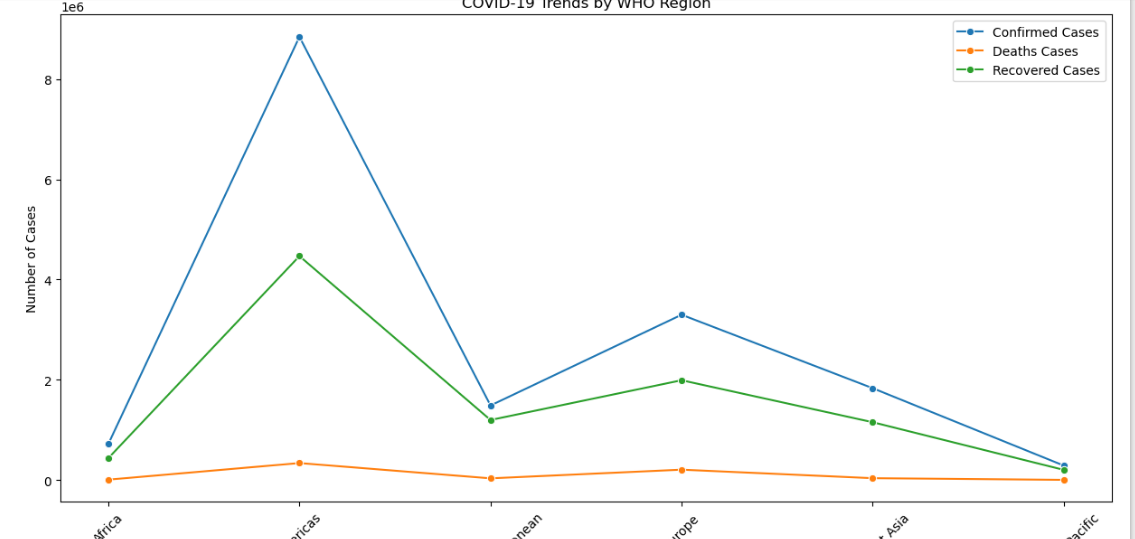 COVID-19 Trends by WHO Region
1e6
Confirmed Cases
Deaths Cases
Recovered Cases
8
6
4
2
0
Number of Cases
Africa
ericas
nean
urope
t Asia
Pacific